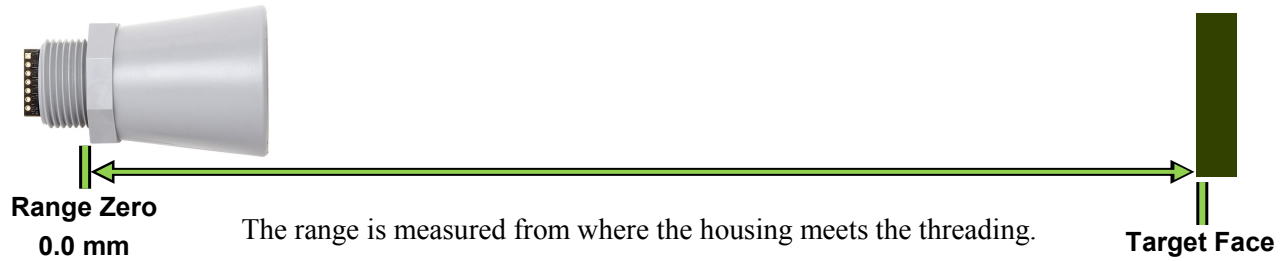 Range Zero
0.0 mm
The range is measured from where the housing meets the threading.
Target Face